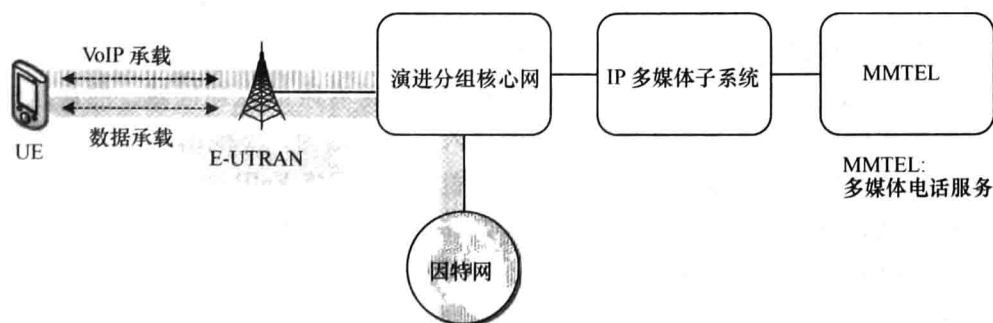 VoIP 承载
数据承载
UE
E-UTRAN
演进分组核心网
IP 多媒体子系统
MMTEL
MMTEL:
多媒体电话服务
因特网